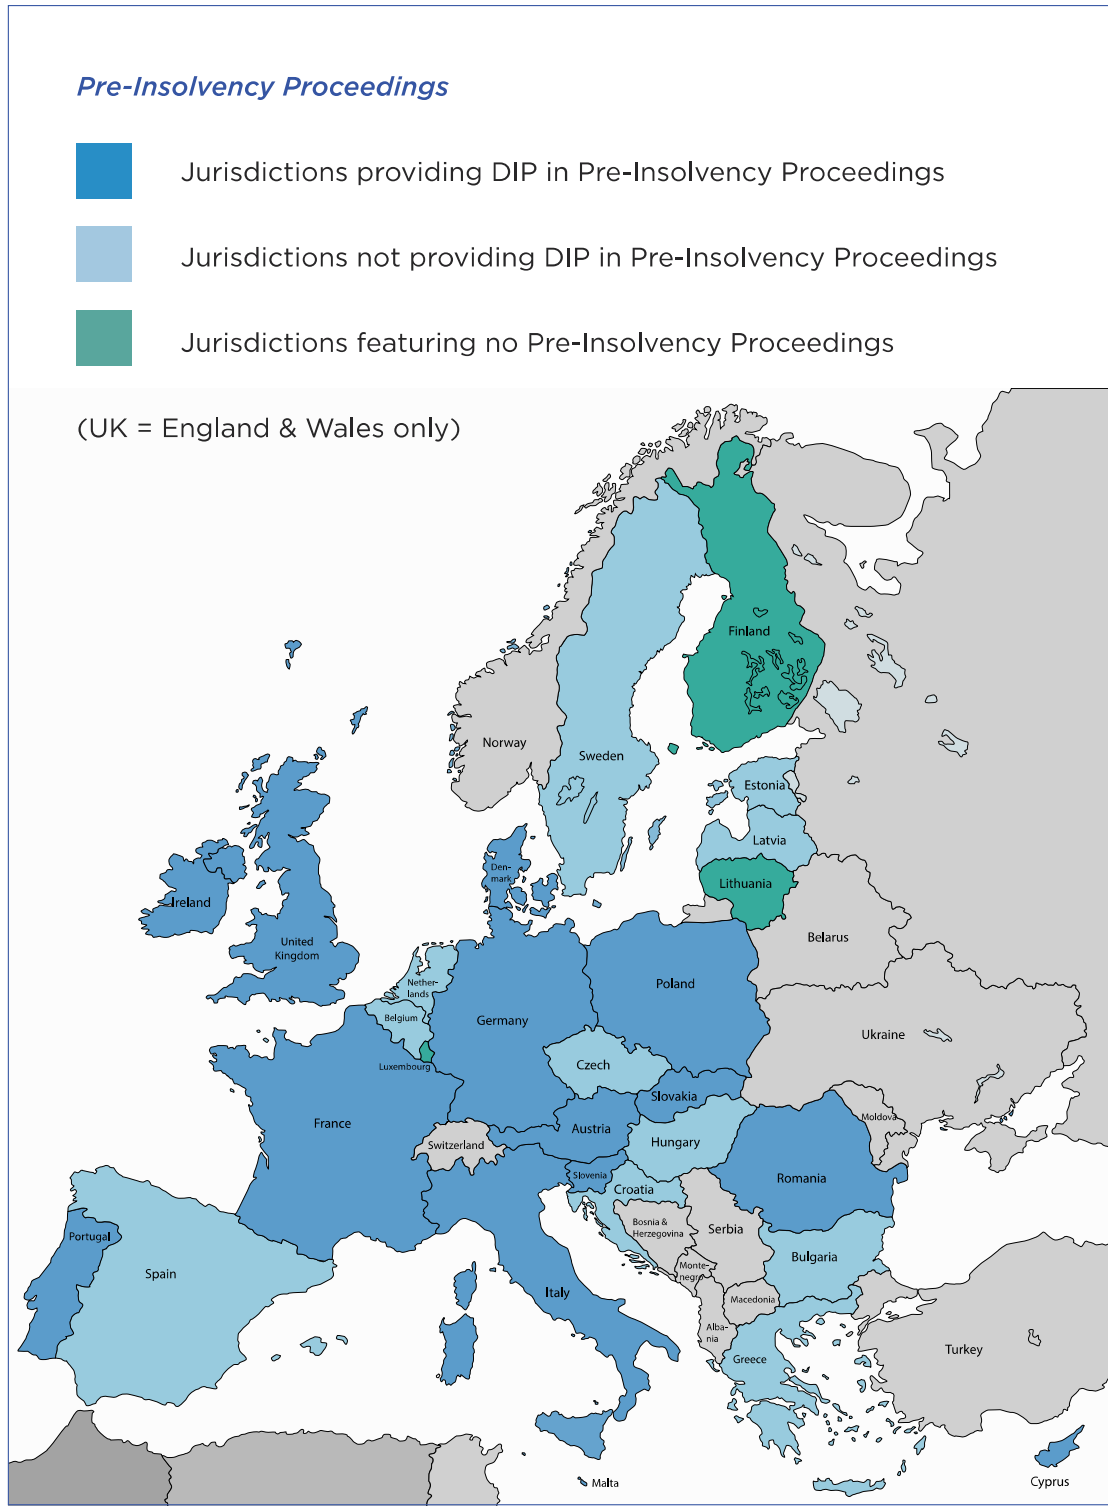 Pre-Insolvency Proceedings
Jurisdictions providing DIP in Pre-Insolvency Proceedings
Jurisdictions not providing DIP in Pre-Insolvency Proceedings
Jurisdictions featuring no Pre-Insolvency Proceedings
(UK = England & Wales only)
Finland
Norway
Sweden
Estonia
Latvia
Lithuania
Den-
mark
Ireland
United
Kingdom
Belarus
Nether-
lands
Poland
Belgium
Germany
Ukraine
Luxembourg
Czech
Slovakia
France
Moldova
Austria
Switzerland
Hungary
Slovenia
Romania
Croatia
Bosnia &
Herzegovina
Serbia
Portugal
Spain
Bulgaria
Monte-
negro
Italy
Macedonia
Alba-
nia
Greece
Turkey
Malta
Cyprus